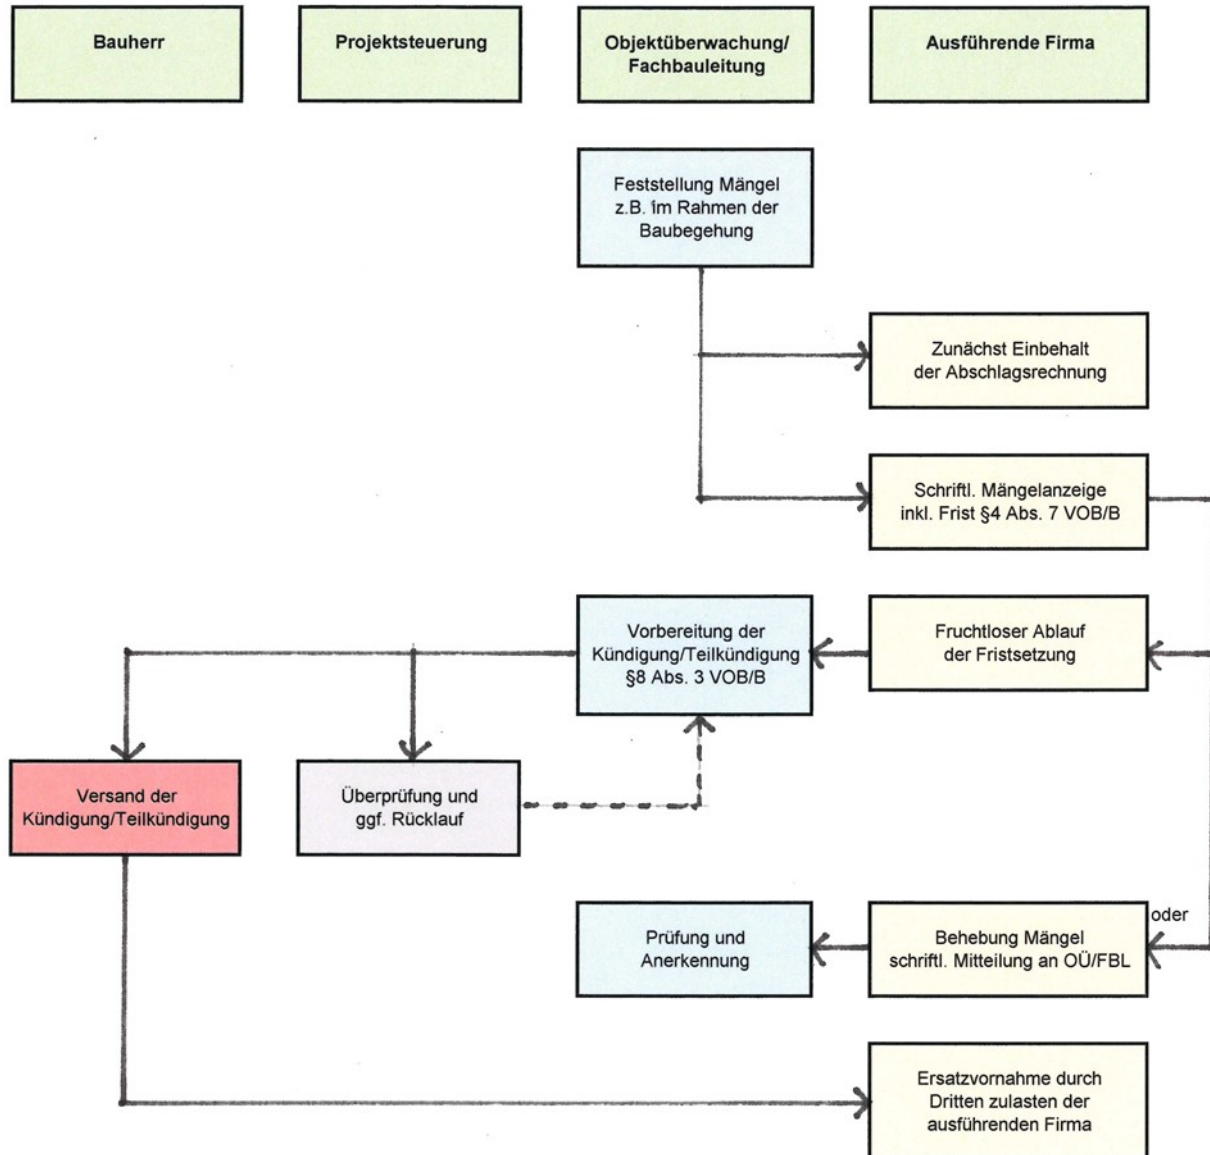 Bauherr
Projektsteuerung
Objektüberwachung/
Fachbauleitung
Ausführende Firma
Feststellung Mängel
z.B. im Rahmen der
Baubegehung
Zunächst Einbehalt
der Abschlagsrechnung
Schriftl. Mängelanzeige
inkl. Frist §4 Abs. 7 VOB/B
Vorbereitung der
Kündigung/Teilkündigung
§8 Abs. 3 VOB/B
Fruchtloser Ablauf
der Fristsetzung
Versand der
Kündigung/Teilkündigung
Überprüfung und
ggf. Rücklauf
Prüfung und
Anerkennung
Behebung Mängel
schriftl. Mitteilung an OÜ/FBL
oder
Ersatzvornahme durch
Dritten zulasten der
ausführenden Firma